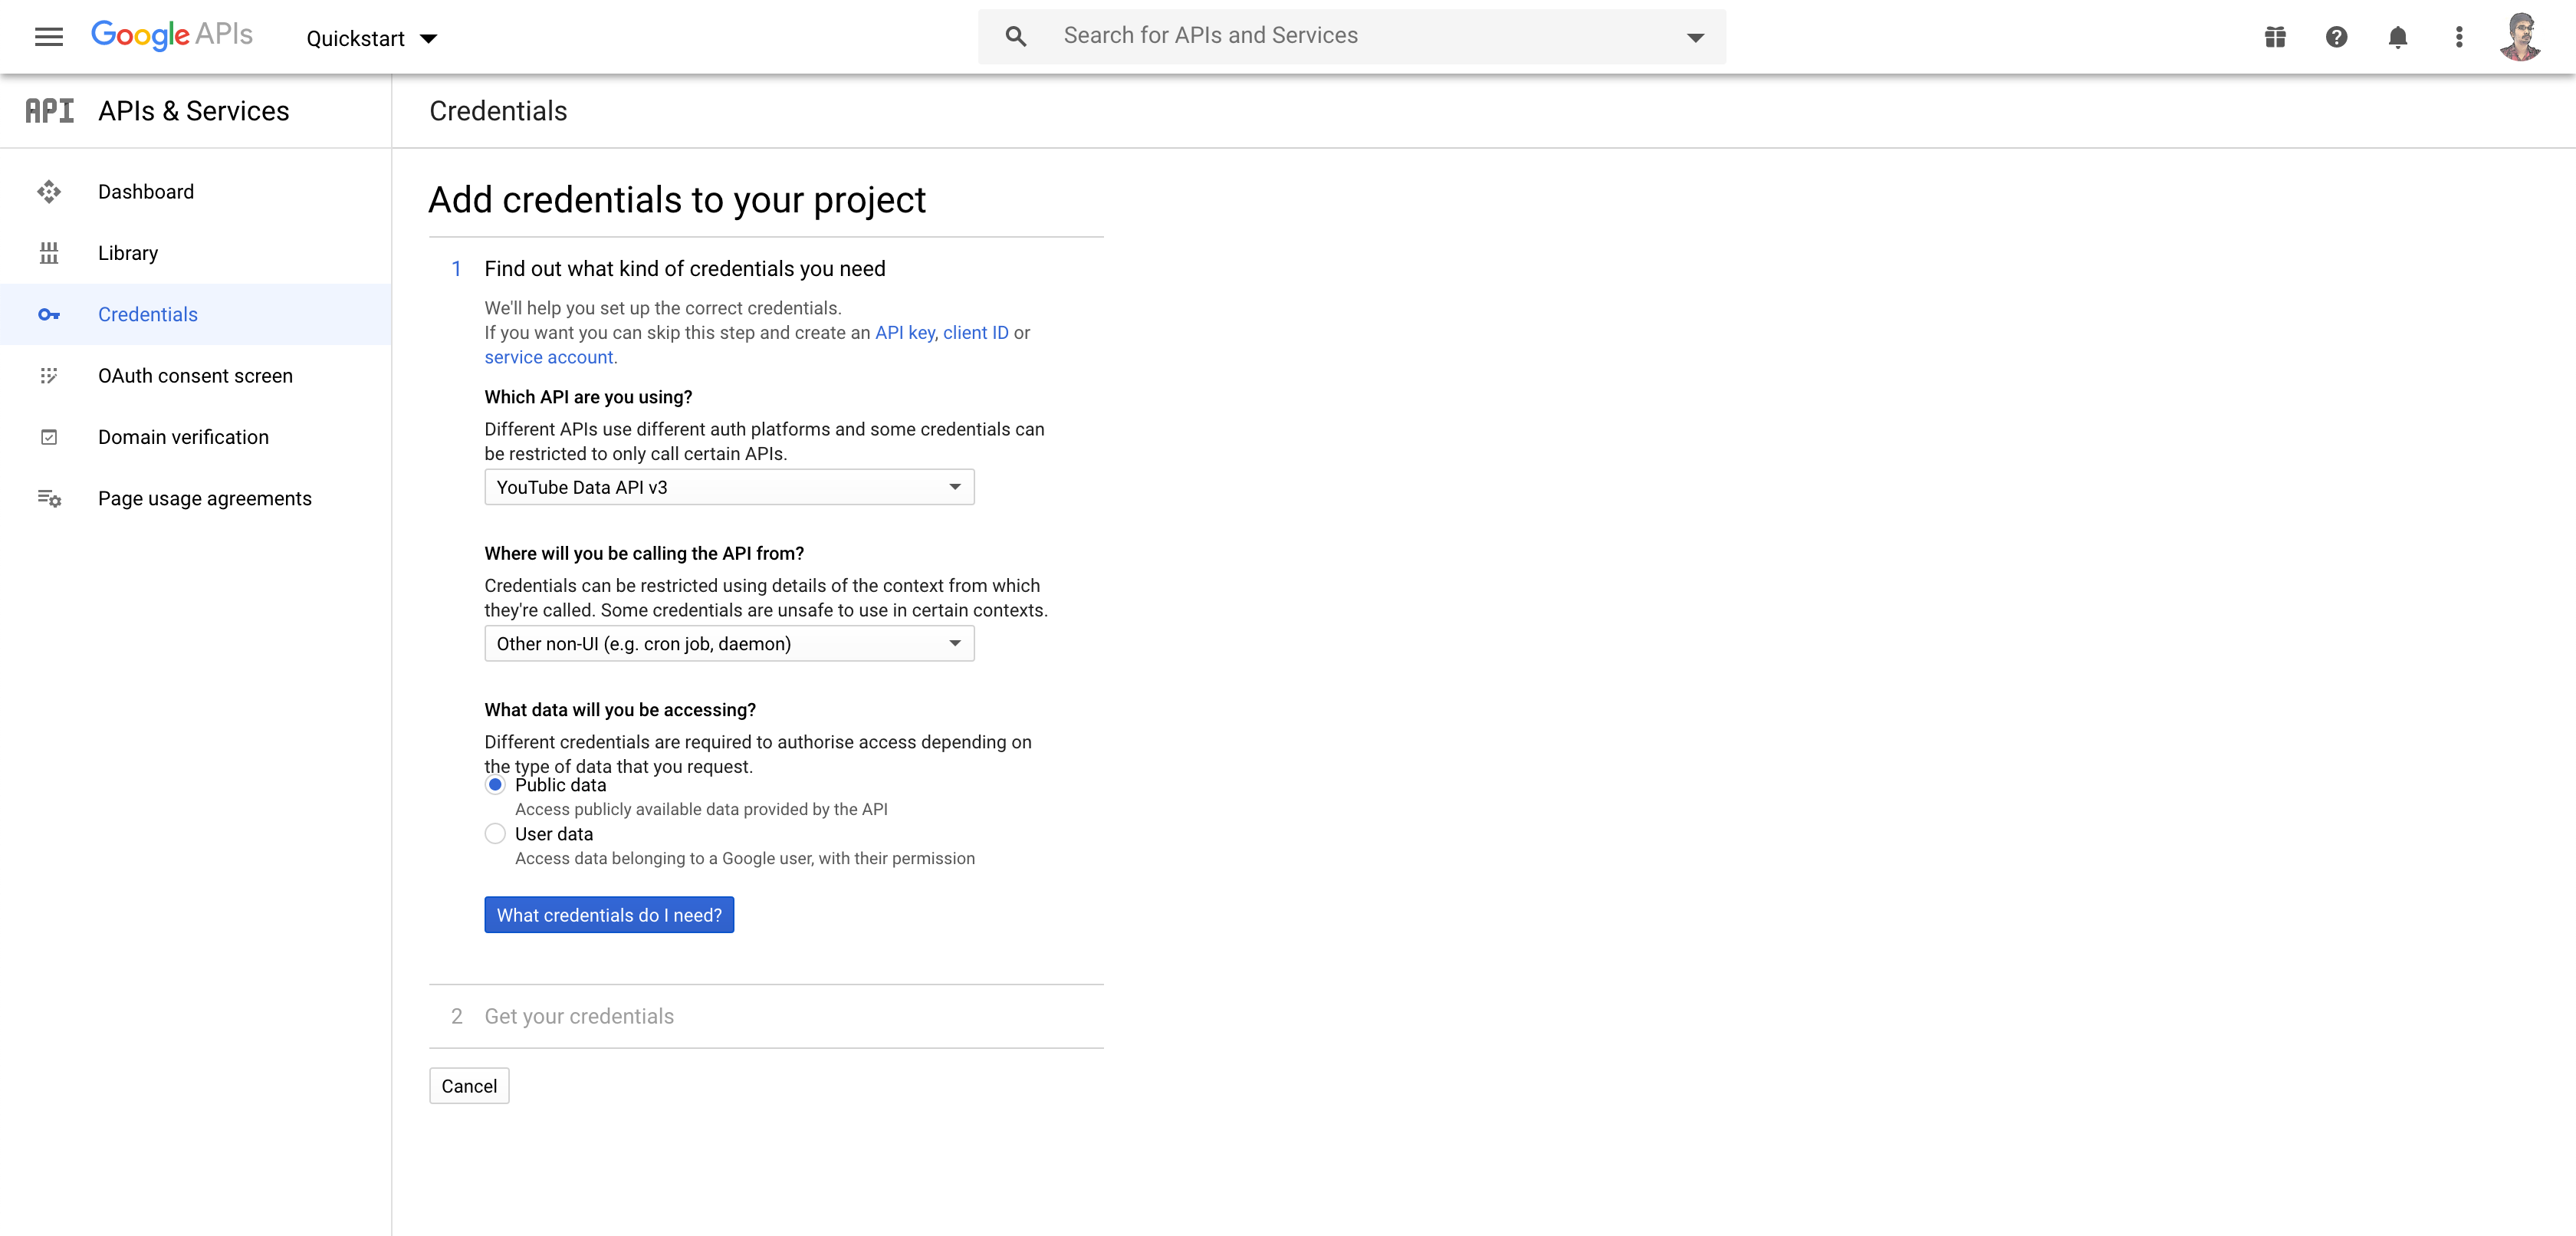 Google APIs
Quickstart
Search for APIs and Services
API APIs & Services
Credentials
Dashboard
Library
Credentials
OAuth consent screen
Domain verification
Page usage agreements
Add credentials to your project
1 Find out what kind of credentials you need
We'll help you set up the correct credentials.
If you want you can skip this step and create an API key, client ID or
service account.
Which API are you using?
Different APIs use different auth platforms and some credentials can
be restricted to only call certain APIs.
YouTube Data API v3
Where will you be calling the API from?
Credentials can be restricted using details of the context from which
they're called. Some credentials are unsafe to use in certain contexts.
Other non-UI (e.g. cron job, daemon)
What data will you be accessing?
Different credentials are required to authorise access depending on
the type of data that you request.
Public data
Access publicly available data provided by the API
User data
Access data belonging to a Google user, with their permission
What credentials do I need?
2 Get your credentials
Cancel